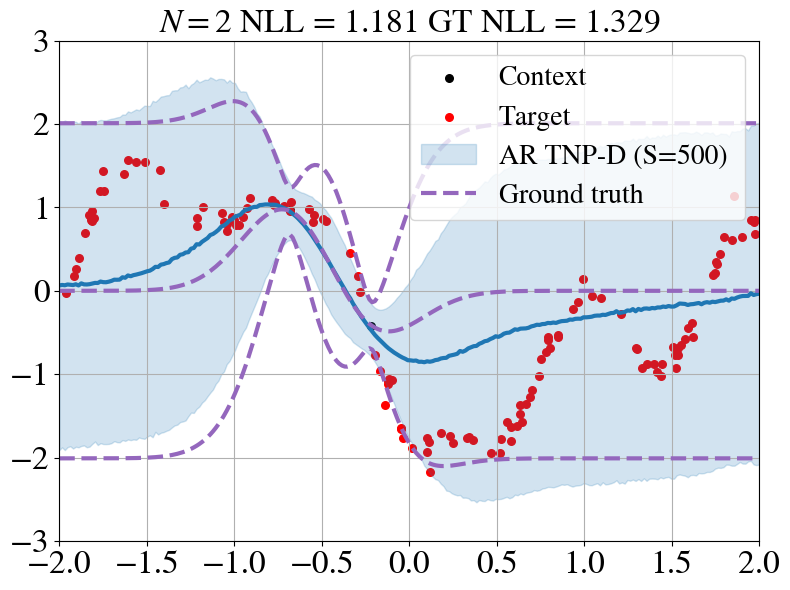 N = 2 NLL = 1.181 GT NLL = 1.329
3
2
1
0
−1
−2
−3
Context
Target
AR TNP-D (S=500)
Ground truth
−2.0 −1.5 −1.0 −0.5 0.0 0.5 1.0 1.5 2.0